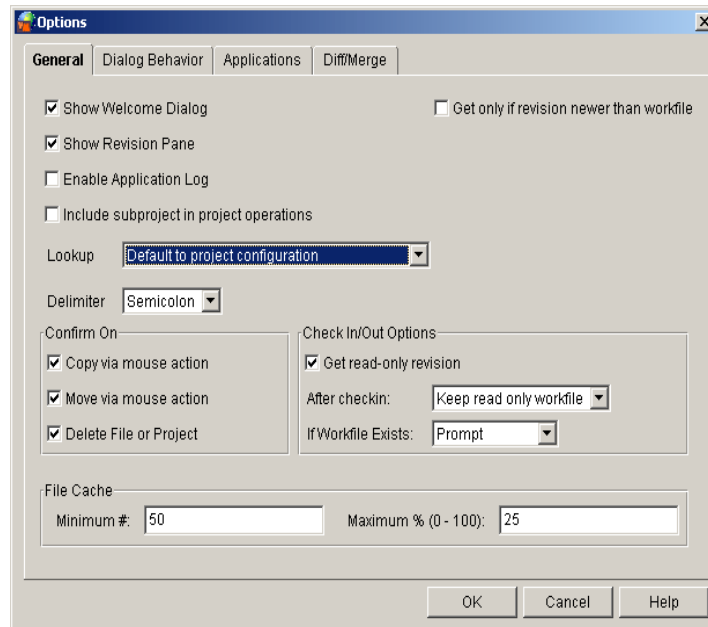 Options
General Dialog Behavior Applications Diff/Merge
Show Welcome Dialog Get only if revision newer than workfile
Show Revision Pane
Enable Application Log
Include subproject in project operations
Lookup Default to project configuration
Delimiter Semicolon
Confirm On Check In/Out Options
Copy via mouse action Get read-only revision
Move via mouse action After checkin: Keep read only workfile
Delete File or Project If Workfile Exists: Prompt
File Cache
Minimum #: 50 Maximum % (0 - 100): 25
OK Cancel Help